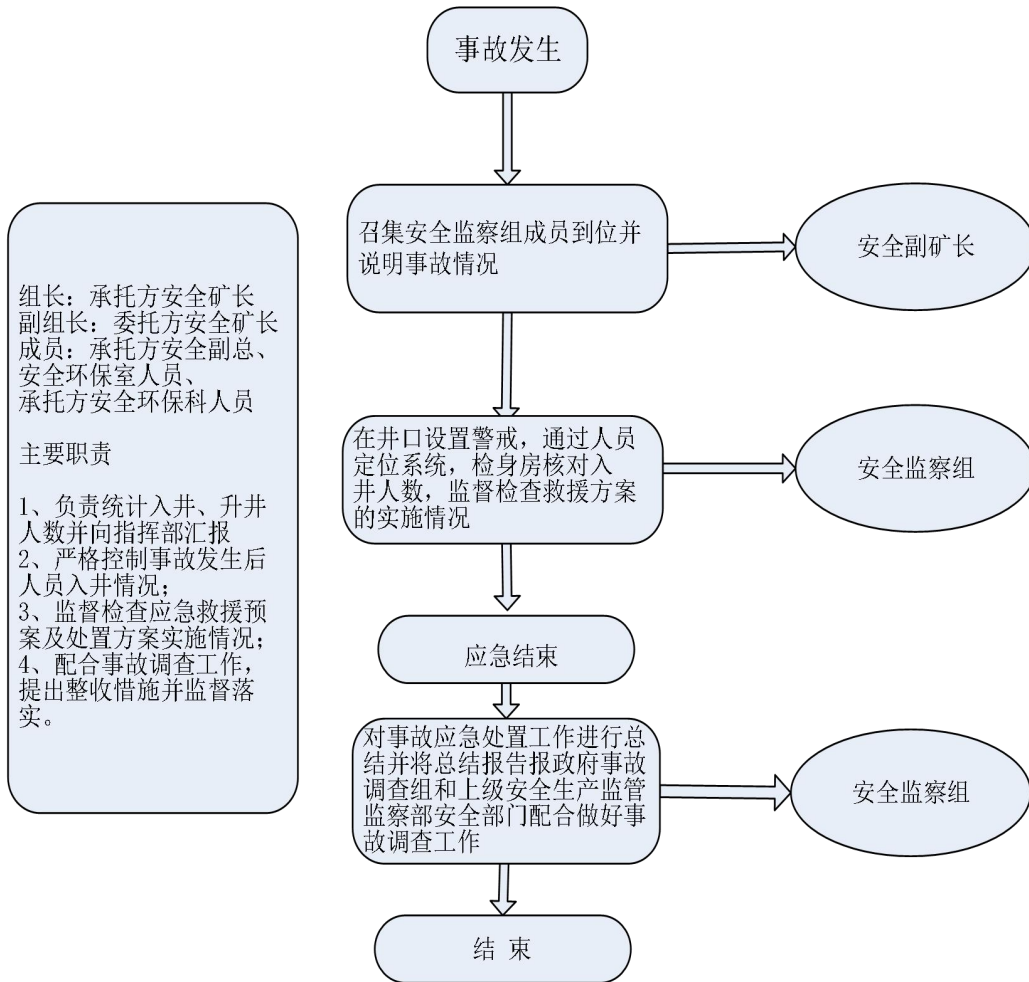 事故发生
召集安全监察组成员到位并
说明事故情况
安全副矿长
组长：承托方安全矿长
副组长：委托方安全矿长
成员：承托方安全副总、
安全环保室人员、
承托方安全环保科人员
主要职责
1、负责统计入井、升井
人数并向指挥部汇报
2、严格控制事故发生后
人员入井情况；
3、监督检查应急救援预
案及处置方案实施情况；
4、配合事故调查工作，
提出整收惜施并监督落
实。
在井口设置警戒，通过人员
定位系统，检身房核对入
井人数，监督检查救援方案
的实施情况
安全监察组
应急结束
对事故应急处置工作进行总
结并将总结报告报政府事故
调查组和上级安全生产监管
监察部安全部门配合做好事
故调查工作
安全监察组
结 束